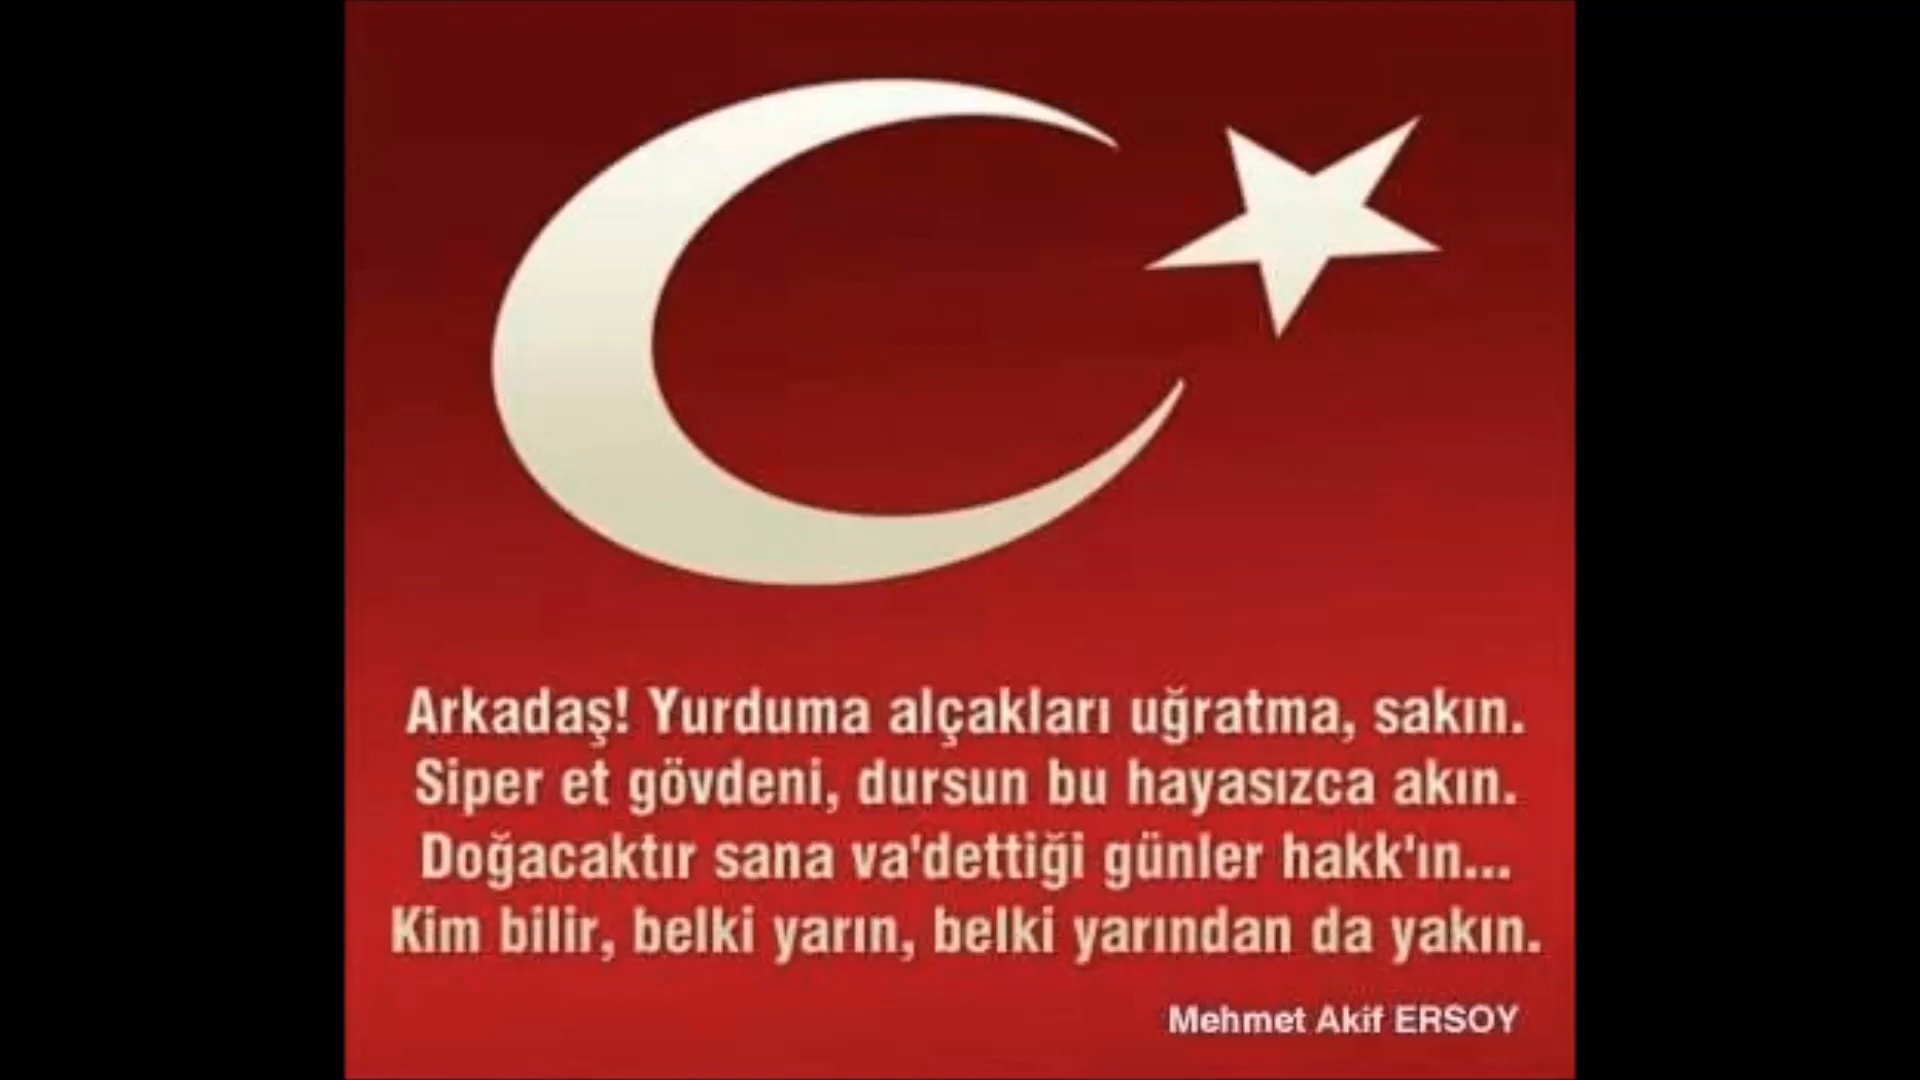 Arkadaş! Yurduma alçakları uğratma, sakın.
Siper et gövdeni, dursun bu hayasızca akın.
Doğacaktır sana va'dettiği günler hakk'ın...
Kim bilir, belki yarın, belki yarından da yakın.
Mehmet Akif ERSOY